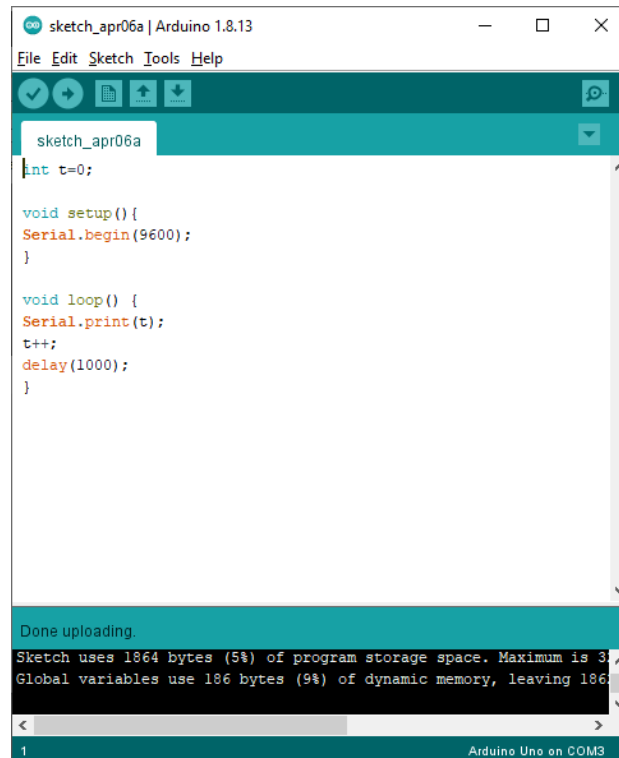 sketch_apr06a | Arduino 1.8.13
File Edit Sketch Tools Help
sketch_apr06a
int t=0;
void setup(){
Serial.begin(9600);
}
void loop() {
Serial.print(t);
t++;
delay(1000);
}
Done uploading.
Sketch uses 1864 bytes (5%) of program storage space. Maximum is
Global variables use 186 bytes (9%) of dynamic memory, leaving
1 Arduino Uno on COM3